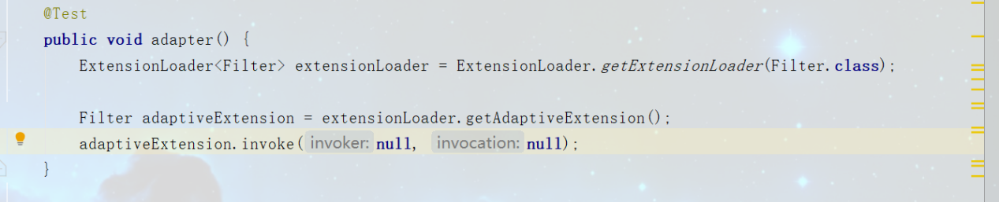 @Test
public void adapter() {
ExtensionLoader<Filter> extensionLoader = ExtensionLoader.getExtensionLoader(Filter.class);
Filter adaptiveExtension = extensionLoader.getAdaptiveExtension();
adaptiveExtension.invoke( invoker: null, invocation: null);
}